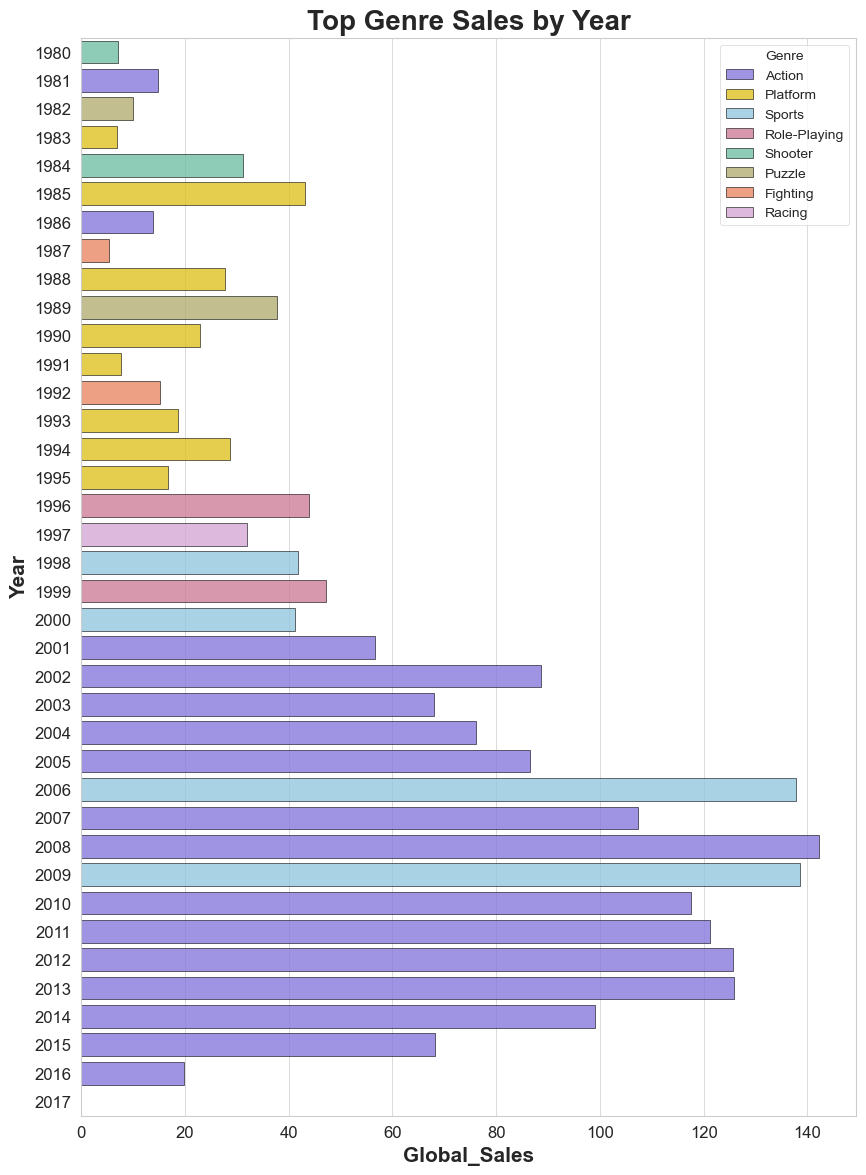 Top Genre Sales by Year
Genre
Action
Platform
Sports
Role-Playing
Shooter
Puzzle
Fighting
Racing
Year
1980
1981
1982
1983
1984
1985
1986
1987
1988
1989
1990
1991
1992
1993
1994
1995
1996
1997
1998
1999
2000
2001
2002
2003
2004
2005
2006
2007
2008
2009
2010
2011
2012
2013
2014
2015
2016
2017
0 20 40 60 80 100 120 140
Global_Sales